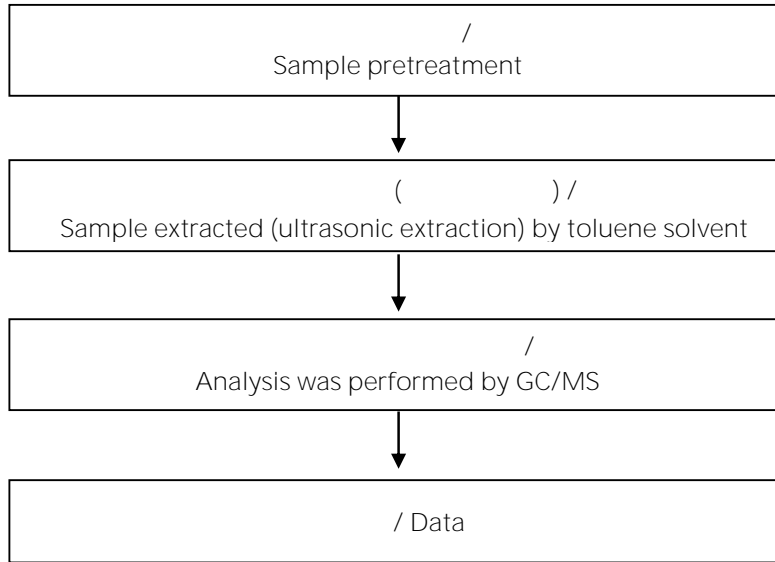 /
Sample pretreatment
( ) /
Sample extracted (ultrasonic extraction) by toluene solvent
/
Analysis was performed by GC/MS
/ Data